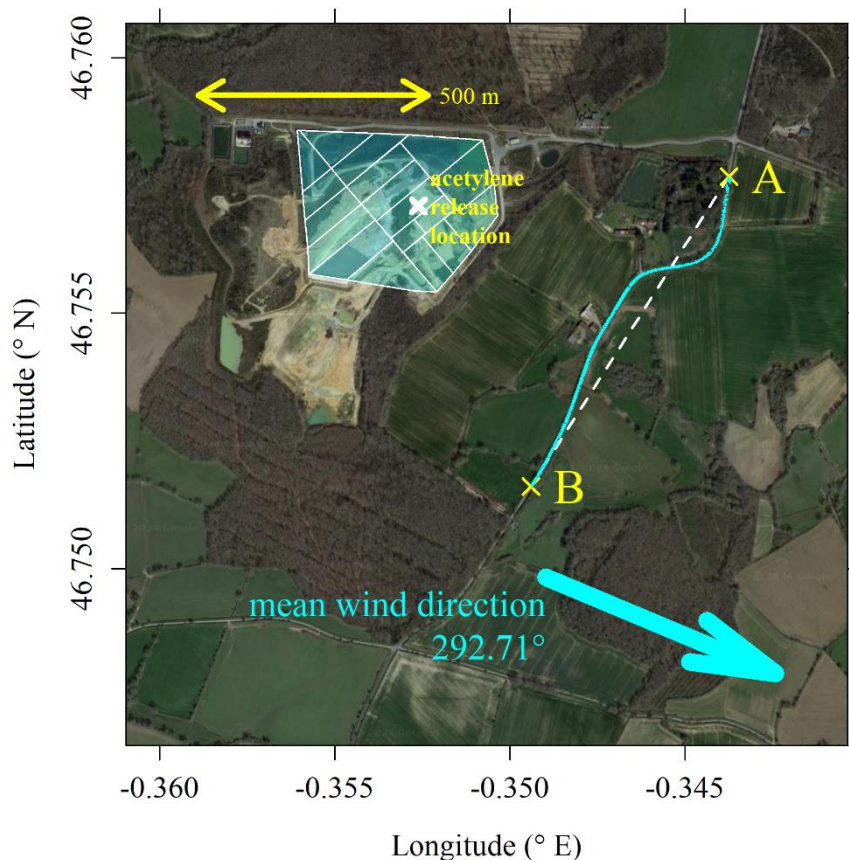 46.760
500 m
A
acetylene
release
location
46.755
B
46.750
mean wind direction
292.71°
-0.360
-0.355
-0.350
-0.345
Latitude (° N)
Longitude (° E)